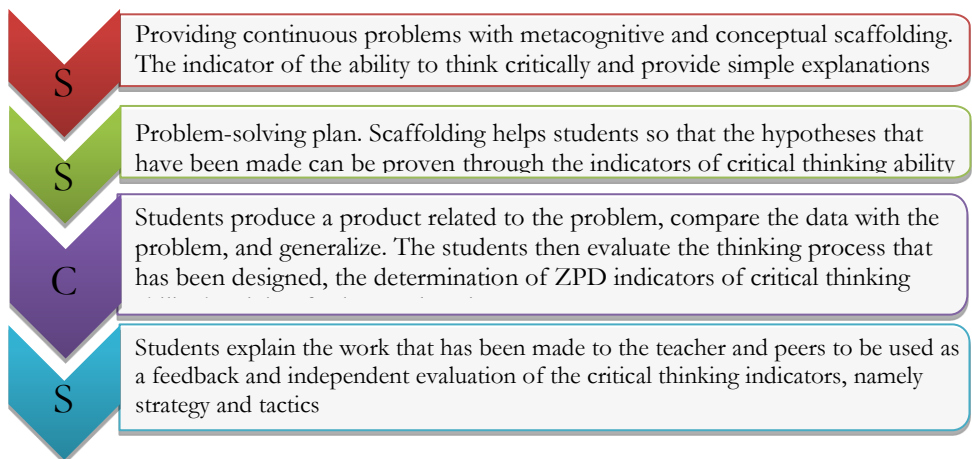 S
Providing continuous problems with metacognitive and conceptual scaffolding.
The indicator of the ability to think critically and provide simple explanations
S
Problem-solving plan. Scaffolding helps students so that the hypotheses that
have been made can be proven through the indicators of critical thinking ability
C
Students produce a product related to the problem, compare the data with the
problem, and generalize. The students then evaluate the thinking process that
has been designed, the determination of ZPD indicators of critical thinking
S
Students explain the work that has been made to the teacher and peers to be used as
a feedback and independent evaluation of the critical thinking indicators, namely
strategy and tactics